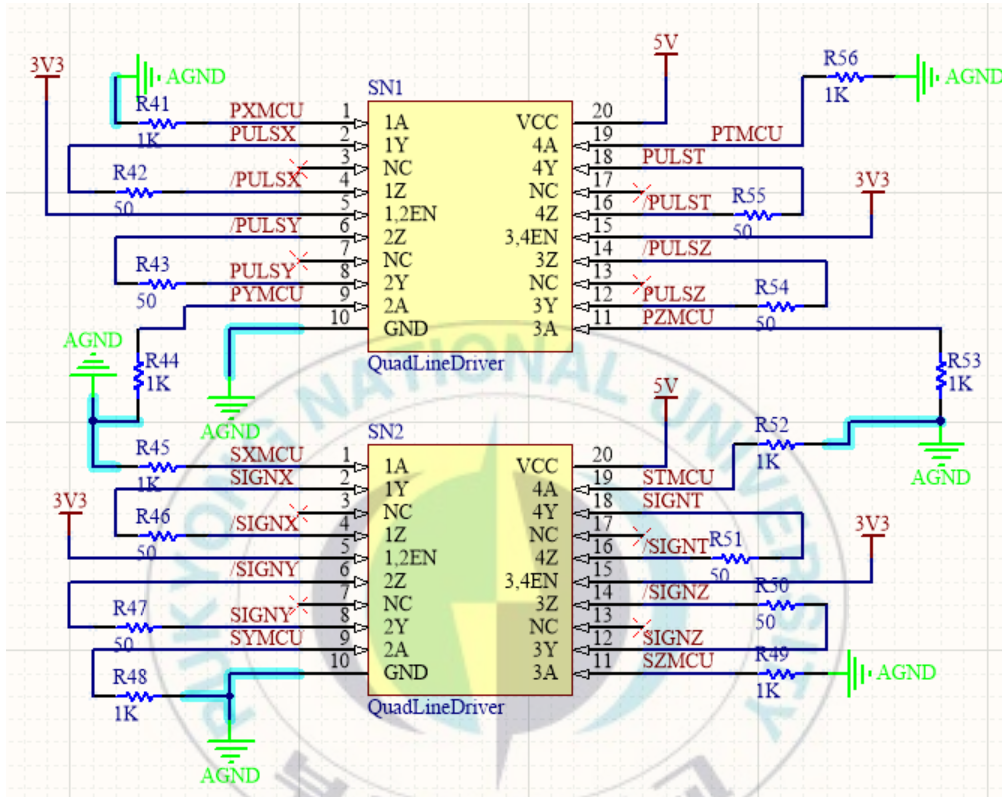 3V3
AGND
R41
1K
PXMCU
PULSX
R42
50
/PULSX
/PULSY
R43
50
PULSY
PYMCU
AGND
R44
1K
AGND
SN1
1
2
3
4
5
6
7
8
9
10
1A
1Y
NC
1Z
1,2EN
2Z
NC
2Y
2A
GND
VCC
4A
4Y
NC
4Z
3,4EN
3Z
NC
3Y
3A
20
19
18
17
16
15
14
13
12
11
QuadLineDriver
5V
R56
1K
AGND
PTMCU
PULST
/PULST
R55
50
3V3
/PULSZ
PULSZ
R54
50
PZMCU
R53
1K
AGND
R45
1K
SXMCU
SIGNX
3V3
R46
50
/SIGNX
/SIGNY
R47
50
SIGNY
SYMCU
R48
1K
AGND
SN2
1
2
3
4
5
6
7
8
9
10
1A
1Y
NC
1Z
1,2EN
2Z
NC
2Y
2A
GND
VCC
4A
4Y
NC
4Z
3,4EN
3Z
NC
3Y
3A
20
19
18
17
16
15
14
13
12
11
QuadLineDriver
5V
R52
1K
STMCU
SIGNT
/SIGNT
R51
50
3V3
/SIGNZ
R50
50
SIGNZ
SZMCU
R49
1K
AGND
PUKYONG NATIONAL UNIVERSITY